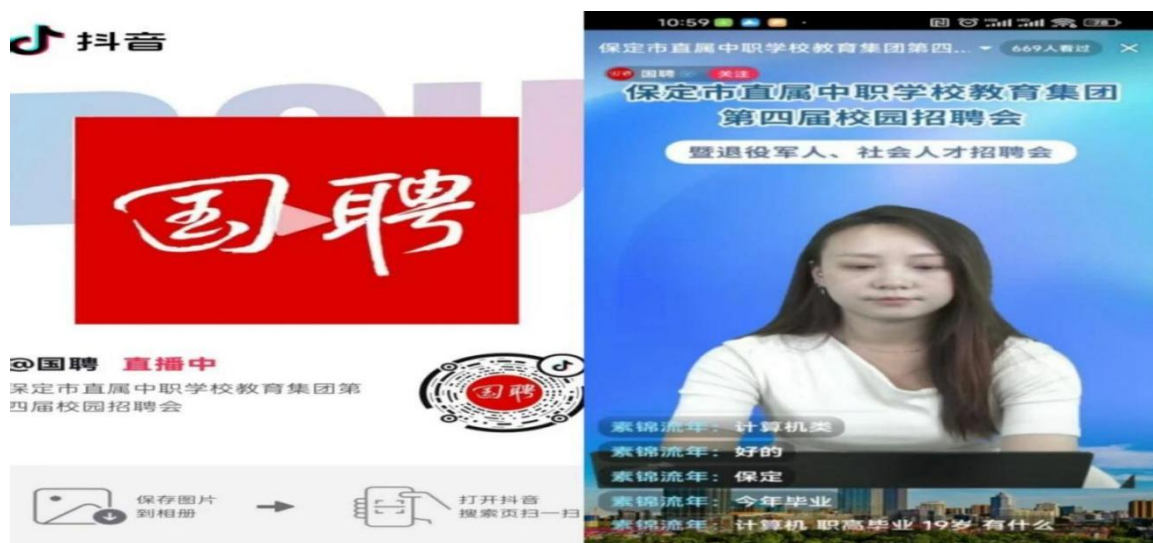 抖音
国聘
@国聘 直播中
保定市直属中职学校教育集团第
四届校园招聘会
国聘
保存图片
到相册
打开抖音
搜索页扫一扫
10:59
保定市直属中职学校教育集团第四... 669人看过
国聘 关注
保定市直属中职学校教育集团
第四届校园招聘会
暨退役军人、社会人才招聘会
素锦流年：计算机类
素锦流年：好的
素锦流年：保定
素锦流年：今年毕业
素锦流年：计算机 职高毕业 19岁 有什么